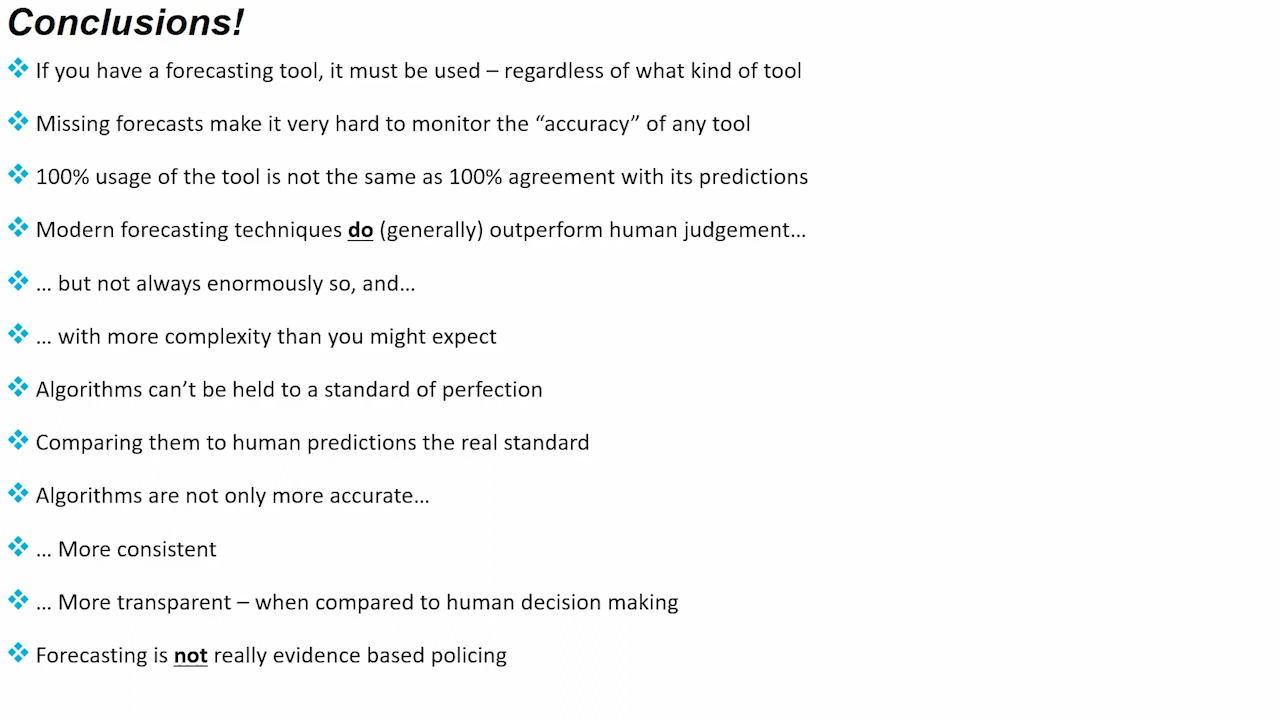 Conclusions!
If you have a forecasting tool, it must be used – regardless of what kind of tool
Missing forecasts make it very hard to monitor the “accuracy” of any tool
100% usage of the tool is not the same as 100% agreement with its predictions
Modern forecasting techniques do (generally) outperform human judgement…
… but not always enormously so, and…
… with more complexity than you might expect
Algorithms can’t be held to a standard of perfection
Comparing them to human predictions the real standard
Algorithms are not only more accurate…
… More consistent
… More transparent – when compared to human decision making
Forecasting is not really evidence based policing